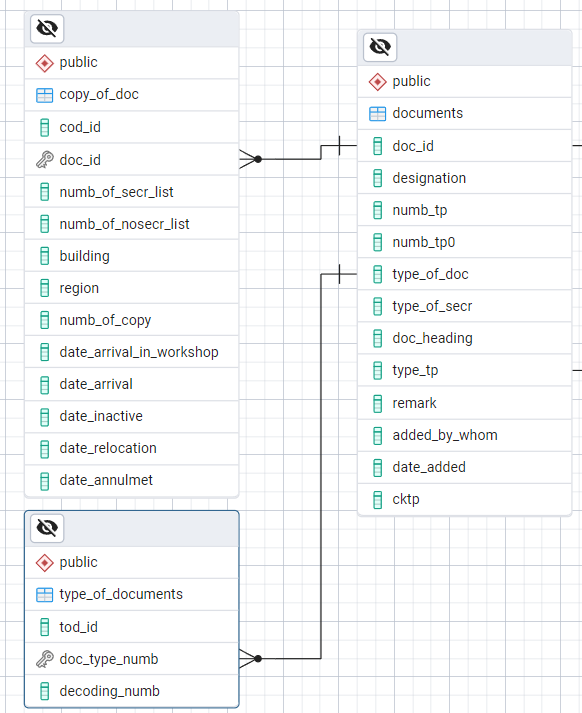 public
copy_of_doc
cod_id
doc_id
numb_of_secr_list
numb_of_nosecr_list
building
region
numb_of_copy
date_arrival_in_workshop
date_arrival
date_inactive
date_relocation
date_annulmet
public
documents
doc_id
designation
numb_tp
numb_tp0
type_of_doc
type_of_secr
doc_heading
type_tp
remark
added_by_whom
date_added
cktp
public
type_of_documents
tod_id
doc_type_numb
decoding_numb